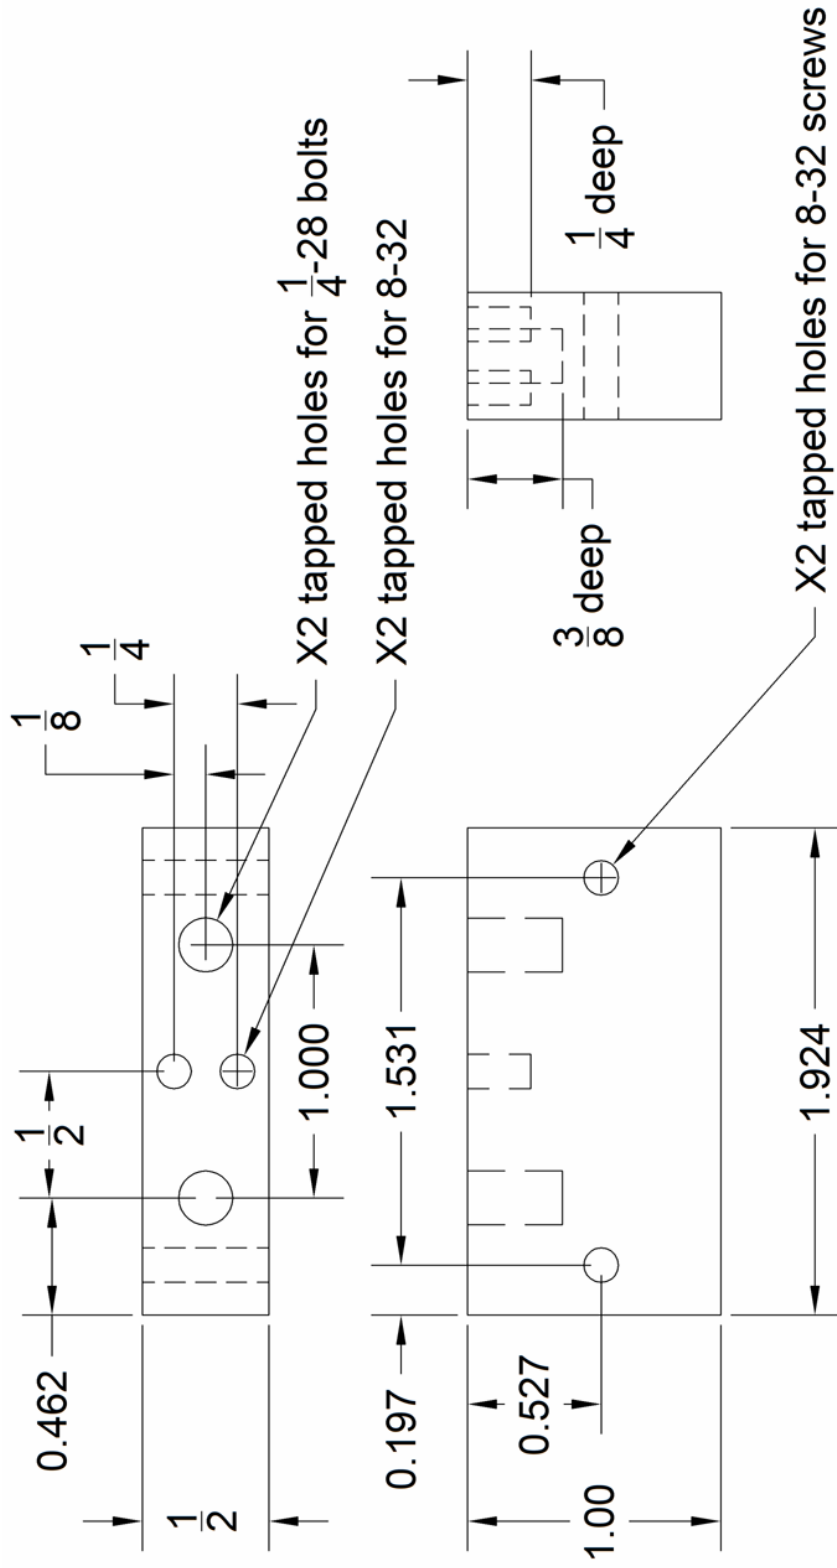 0.462
1/2
1/8
1/4
1/2
1.000
X2 tapped holes for 1/4-28 bolts
X2 tapped holes for 8-32
0.197
1.531
0.527
1.00
1.924
3/8 deep
1/4 deep
X2 tapped holes for 8-32 screws